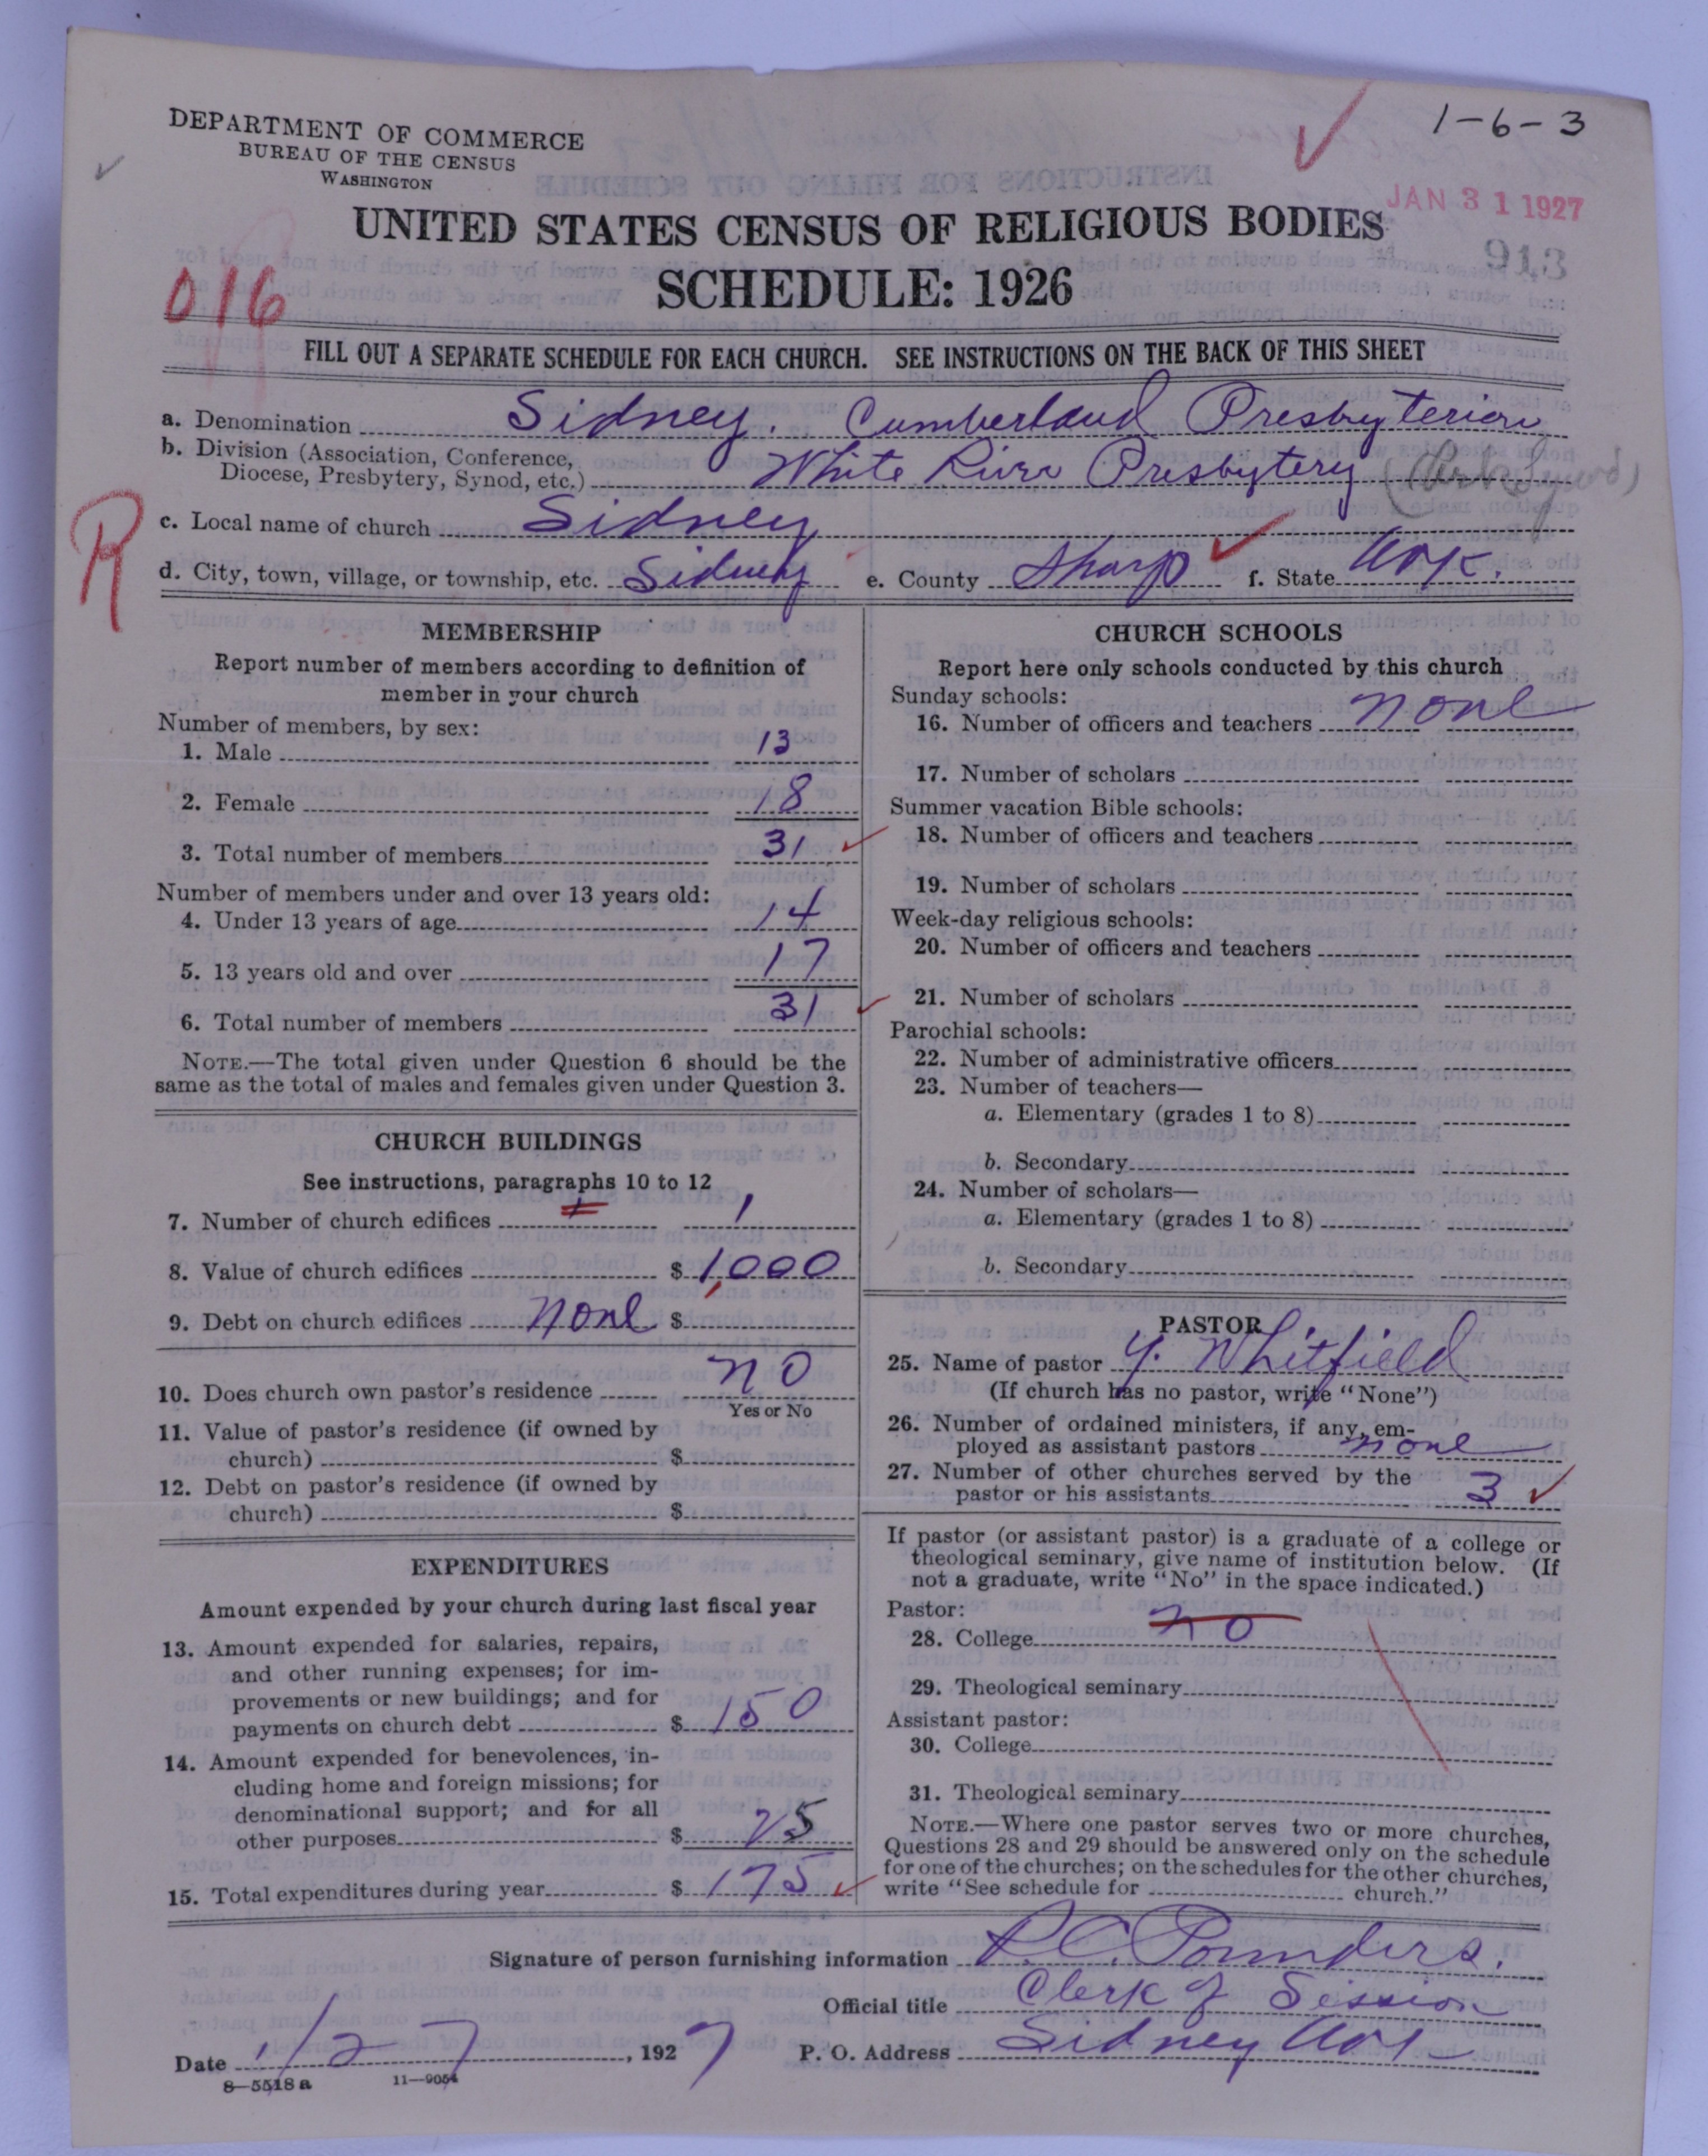 1-6-3
DEPARTMENT OF COMMERCE
BUREAU OF THE CENSUS
WASHINGTON
JAN 31 1927
913
UNITED STATES CENSUS OF RELIGIOUS BODIES
SCHEDULE: 1926
016
FILL OUT A SEPARATE SCHEDULE FOR EACH CHURCH. SEE INSTRUCTIONS ON THE BACK OF THIS SHEET
a. Denomination Sidney. Cumberland Presbyterian
b. Division (Association, Conference,
Diocese, Presbytery, Synod, etc.) White River Presbytery (Ark Synod)
R
c. Local name of church Sidney
d. City, town, village, or township, etc. Sidney e. County Sharp f. State Ark.
MEMBERSHIP
Report number of members according to definition of
member in your church
Number of members, by sex:
1. Male 13
2. Female 18
3. Total number of members 31
Number of members under and over 13 years old:
4. Under 13 years of age 14
5. 13 years old and over 17
6. Total number of members 31
NOTE.—The total given under Question 6 should be the
same as the total of males and females given under Question 3.
CHURCH BUILDINGS
See instructions, paragraphs 10 to 12
7. Number of church edifices 1
8. Value of church edifices $ 1,000
9. Debt on church edifices none $
10. Does church own pastor's residence no
Yes or No
11. Value of pastor's residence (if owned by
church) $
12. Debt on pastor's residence (if owned by
church) $
EXPENDITURES
Amount expended by your church during last fiscal year
13. Amount expended for salaries, repairs,
and other running expenses; for im-
provements or new buildings; and for
payments on church debt $ 150
14. Amount expended for benevolences, in-
cluding home and foreign missions; for
denominational support; and for all
other purposes $ 25
15. Total expenditures during year $ 175
CHURCH SCHOOLS
Report here only schools conducted by this church
Sunday schools:
16. Number of officers and teachers none
17. Number of scholars
Summer vacation Bible schools:
18. Number of officers and teachers
19. Number of scholars
Week-day religious schools:
20. Number of officers and teachers
21. Number of scholars
Parochial schools:
22. Number of administrative officers
23. Number of teachers—
a. Elementary (grades 1 to 8)
b. Secondary
24. Number of scholars—
a. Elementary (grades 1 to 8)
b. Secondary
PASTOR
25. Name of pastor Y. Whitfield
(If church has no pastor, write "None")
26. Number of ordained ministers, if any, em-
ployed as assistant pastors none
27. Number of other churches served by the
pastor or his assistants 3
If pastor (or assistant pastor) is a graduate of a college or
theological seminary, give name of institution below. (If
not a graduate, write "No" in the space indicated.)
Pastor:
28. College no
29. Theological seminary
Assistant pastor:
30. College
31. Theological seminary
NOTE.—Where one pastor serves two or more churches,
Questions 28 and 29 should be answered only on the schedule
for one of the churches; on the schedules for the other churches,
write "See schedule for church."
Signature of person furnishing information P. C. Pounders.
Official title Clerk of Session
Date 1/27, 1927 P. O. Address Sidney Ark
8—5518 a 11—9054